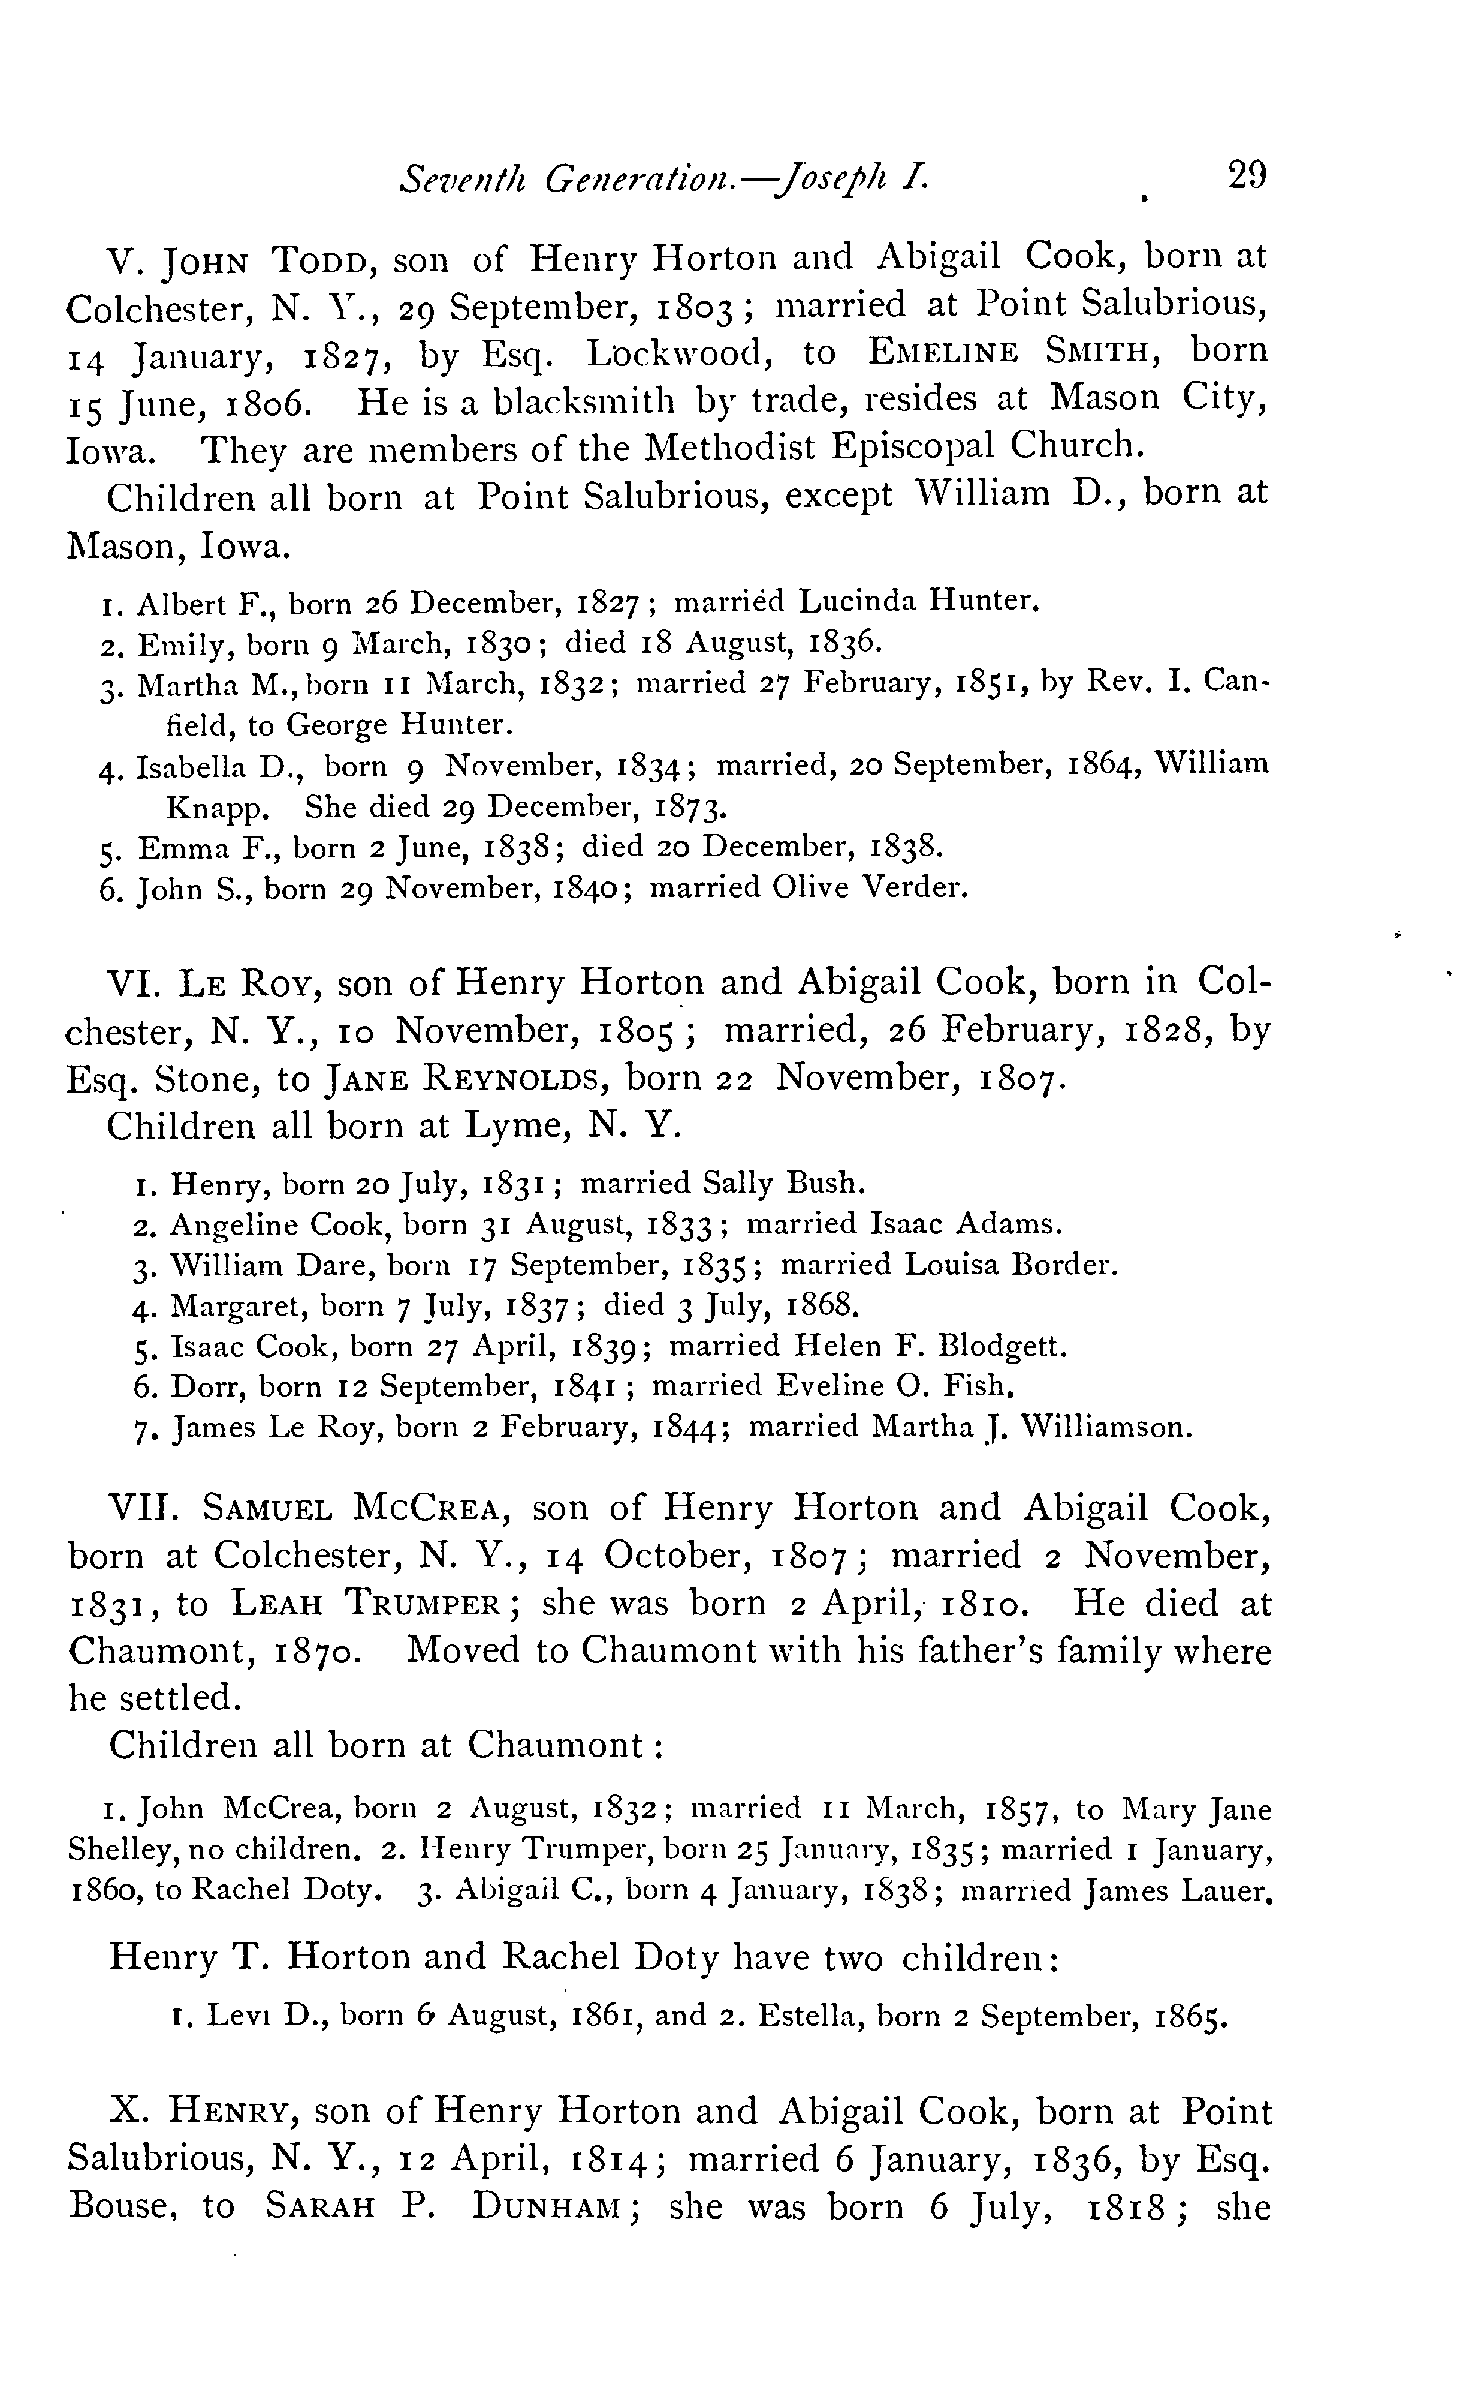 Seventh Generation.—Joseph I. 29
V. John Todd, son of Henry Horton and Abigail Cook, born at
Colchester, N. Y., 29 September, 1803; married at Point Salubrious,
14 January, 1827, by Esq. Lockwood, to Emeline Smith, born
15 June, 1806. He is a blacksmith by trade, resides at Mason City,
Iowa. They are members of the Methodist Episcopal Church.
Children all born at Point Salubrious, except William D., born at
Mason, Iowa.
1. Albert F., born 26 December, 1827; married Lucinda Hunter.
2. Emily, born 9 March, 1830; died 18 August, 1836.
3. Martha M., born 11 March, 1832; married 27 February, 1851, by Rev. I. Can-
field, to George Hunter.
4. Isabella D., born 9 November, 1834; married, 20 September, 1864, William
Knapp. She died 29 December, 1873.
5. Emma F., born 2 June, 1838; died 20 December, 1838.
6. John S., born 29 November, 1840; married Olive Verder.
VI. Le Roy, son of Henry Horton and Abigail Cook, born in Col-
chester, N. Y., 10 November, 1805; married, 26 February, 1828, by
Esq. Stone, to Jane Reynolds, born 22 November, 1807.
Children all born at Lyme, N. Y.
1. Henry, born 20 July, 1831; married Sally Bush.
2. Angeline Cook, born 31 August, 1833; married Isaac Adams.
3. William Dare, born 17 September, 1835; married Louisa Border.
4. Margaret, born 7 July, 1837; died 3 July, 1868.
5. Isaac Cook, born 27 April, 1839; married Helen F. Blodgett.
6. Dorr, born 12 September, 1841; married Eveline O. Fish.
7. James Le Roy, born 2 February, 1844; married Martha J. Williamson.
VII. Samuel McCrea, son of Henry Horton and Abigail Cook,
born at Colchester, N. Y., 14 October, 1807; married 2 November,
1831, to Leah Trumper; she was born 2 April, 1810. He died at
Chaumont, 1870. Moved to Chaumont with his father's family where
he settled.
Children all born at Chaumont:
1. John McCrea, born 2 August, 1832; married 11 March, 1857, to Mary Jane
Shelley, no children. 2. Henry Trumper, born 25 January, 1835; married 1 January,
1860, to Rachel Doty. 3. Abigail C., born 4 January, 1838; married James Lauer.
Henry T. Horton and Rachel Doty have two children:
1. Levi D., born 6 August, 1861, and 2. Estella, born 2 September, 1865.
X. Henry, son of Henry Horton and Abigail Cook, born at Point
Salubrious, N. Y., 12 April, 1814; married 6 January, 1836, by Esq.
Bouse, to Sarah P. Dunham; she was born 6 July, 1818; she